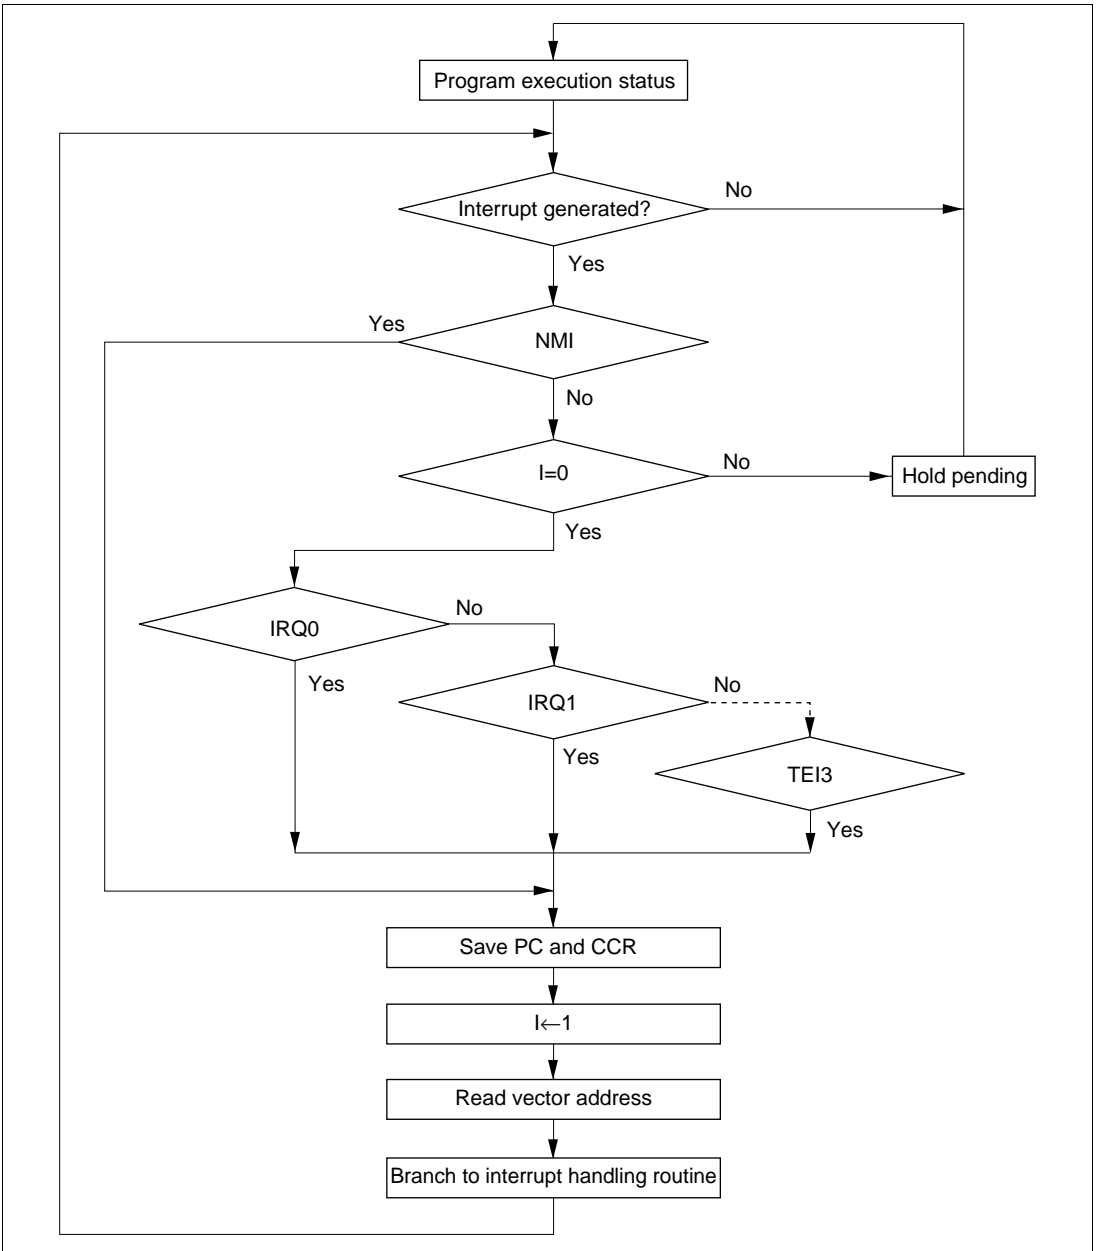 Program execution status
Interrupt generated?
No
Yes
Yes
NMI
No
I=0
No
Hold pending
Yes
IRQ0
No
Yes
IRQ1
No
Yes
TEI3
Yes
Save PC and CCR
I←1
Read vector address
Branch to interrupt handling routine